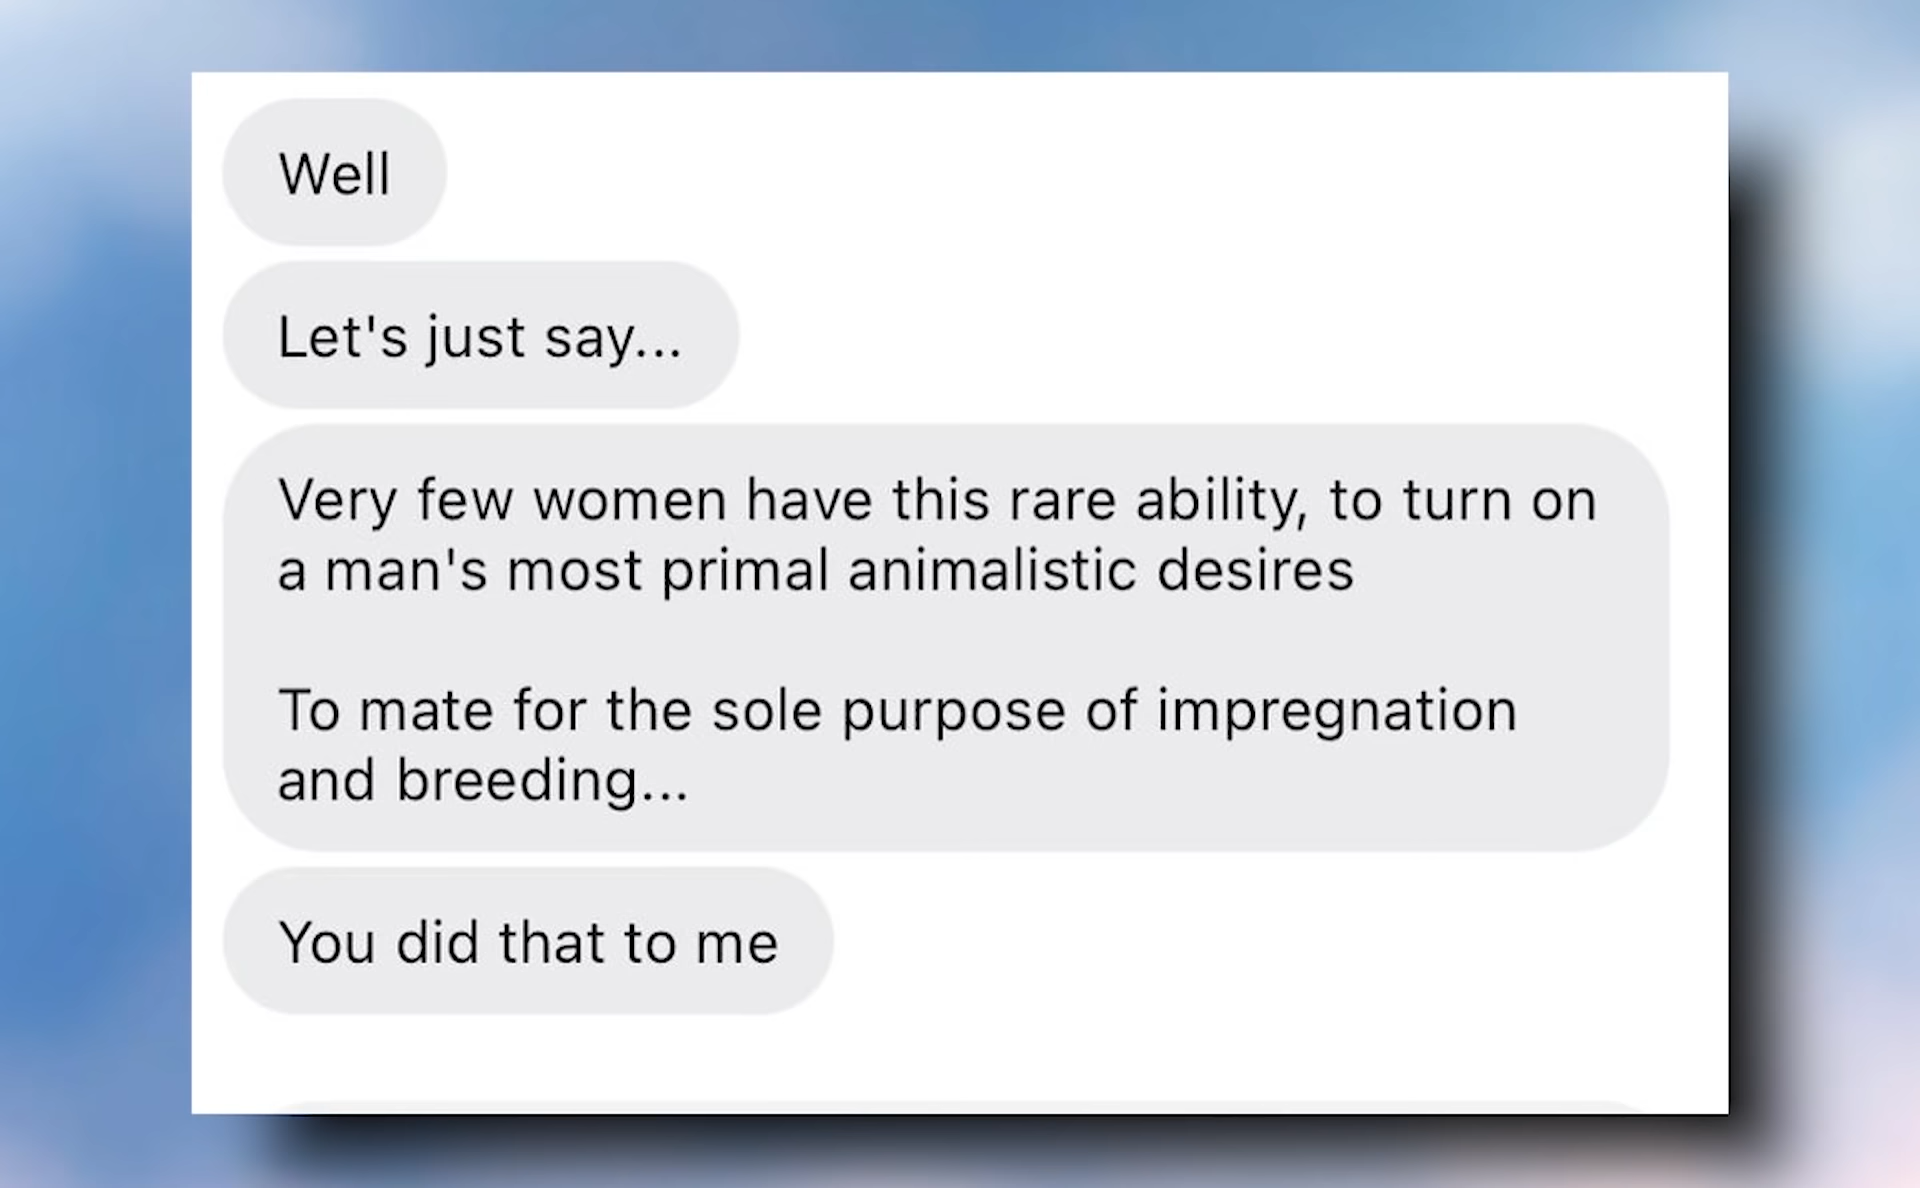 Well
Let's just say...
Very few women have this rare ability, to turn on
a man's most primal animalistic desires
To mate for the sole purpose of impregnation
and breeding...
You did that to me